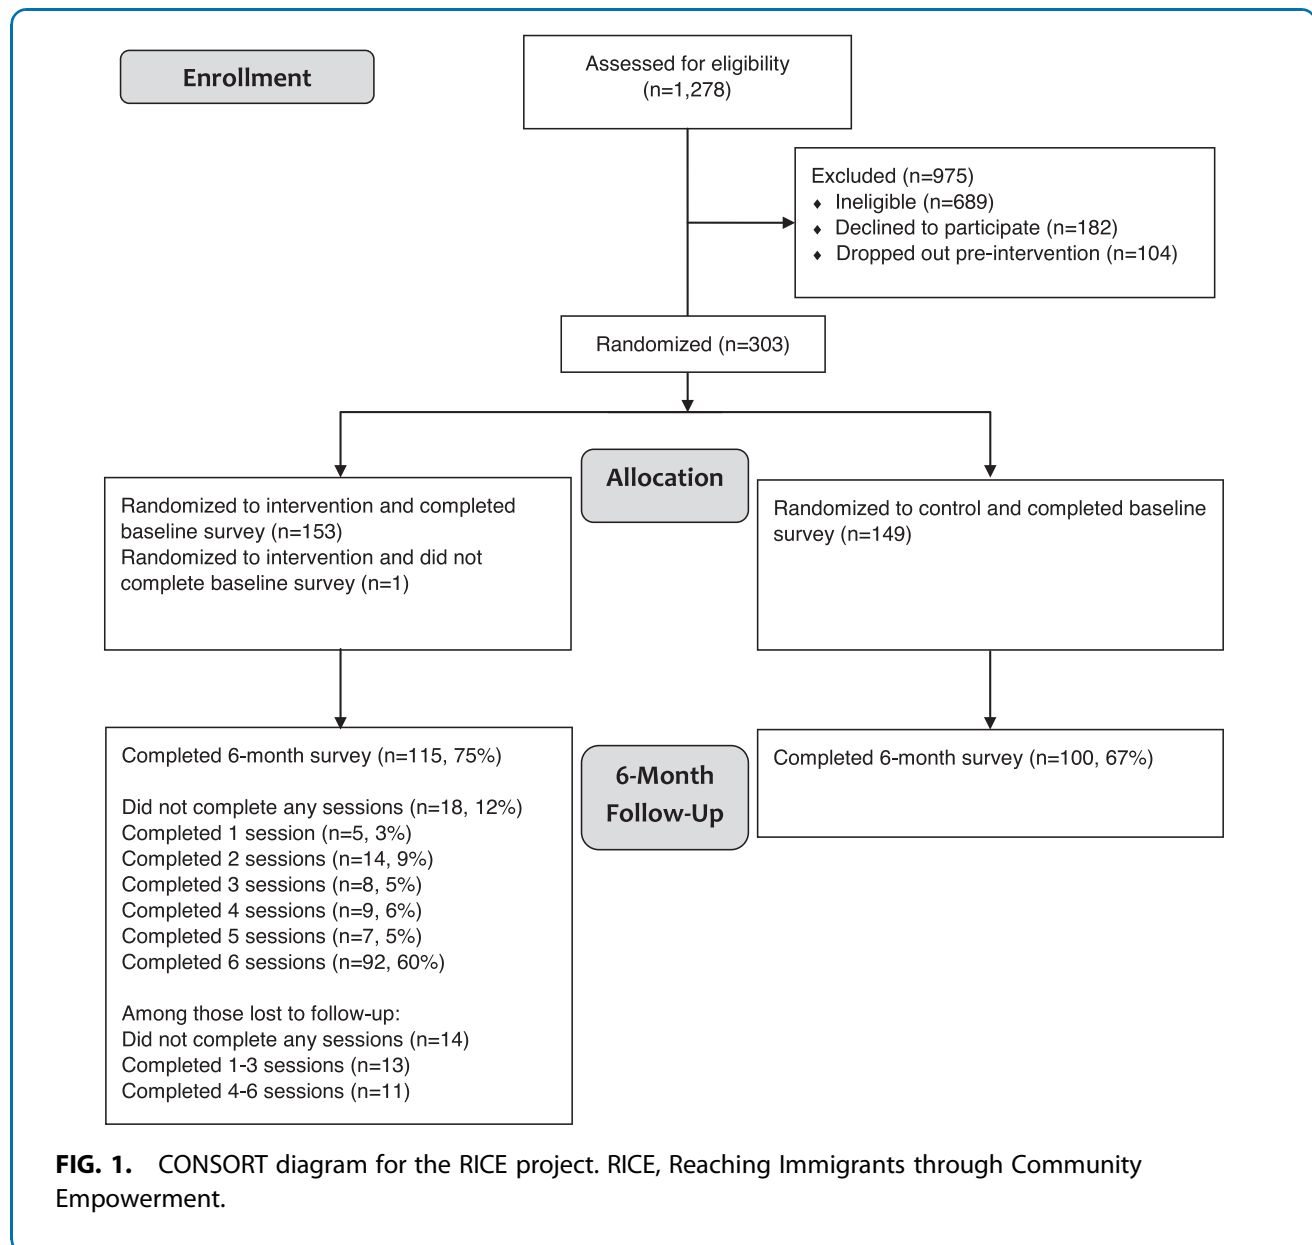 Enrollment
Assessed for eligibility
(n=1,278)
Excluded (n=975)
♦ Ineligible (n=689)
♦ Declined to participate (n=182)
♦ Dropped out pre-intervention (n=104)
Randomized (n=303)
Allocation
Randomized to intervention and completed
baseline survey (n=153)
Randomized to intervention and did not
complete baseline survey (n=1)
Randomized to control and completed baseline
survey (n=149)
Completed 6-month survey (n=115, 75%)
Did not complete any sessions (n=18, 12%)
Completed 1 session (n=5, 3%)
Completed 2 sessions (n=14, 9%)
Completed 3 sessions (n=8, 5%)
Completed 4 sessions (n=9, 6%)
Completed 5 sessions (n=7, 5%)
Completed 6 sessions (n=92, 60%)
Among those lost to follow-up:
Did not complete any sessions (n=14)
Completed 1-3 sessions (n=13)
Completed 4-6 sessions (n=11)
6-Month
Follow-Up
Completed 6-month survey (n=100, 67%)
FIG. 1. CONSORT diagram for the RICE project. RICE, Reaching Immigrants through Community
Empowerment.